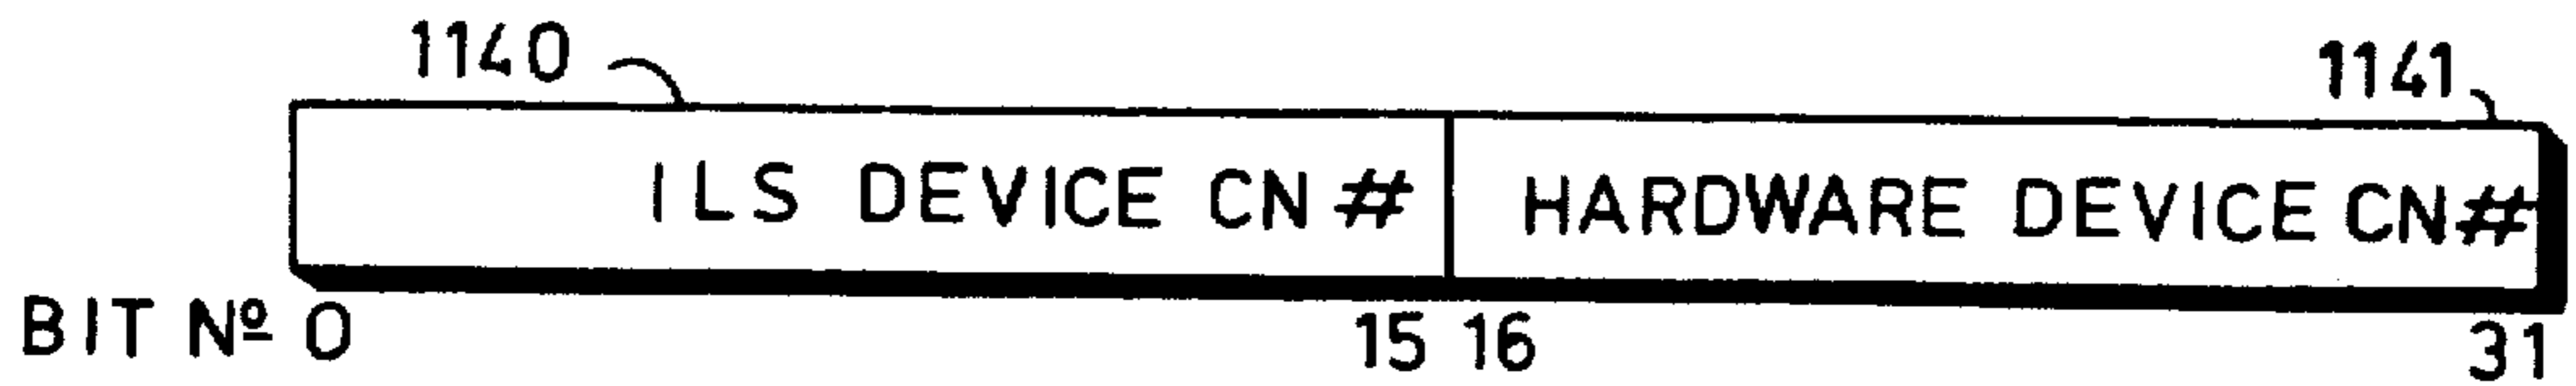 1140 1141
ILS DEVICE CN# HARDWARE DEVICE CN#
BIT Nº 0 15 16 31